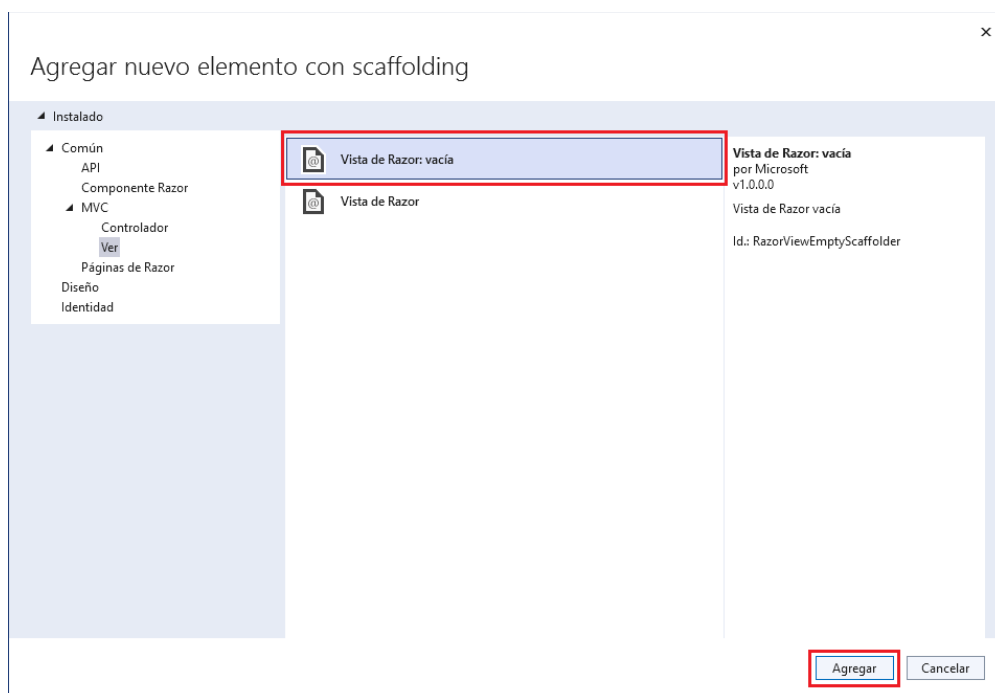 Agregar nuevo elemento con scaffolding
Instalado
Común
API
Componente Razor
MVC
Controlador
Ver
Páginas de Razor
Diseño
Identidad
Vista de Razor: vacía
Vista de Razor
Vista de Razor: vacía
por Microsoft
v1.0.0.0
Vista de Razor vacía
Id.: RazorViewEmptyScaffolder
Agregar
Cancelar